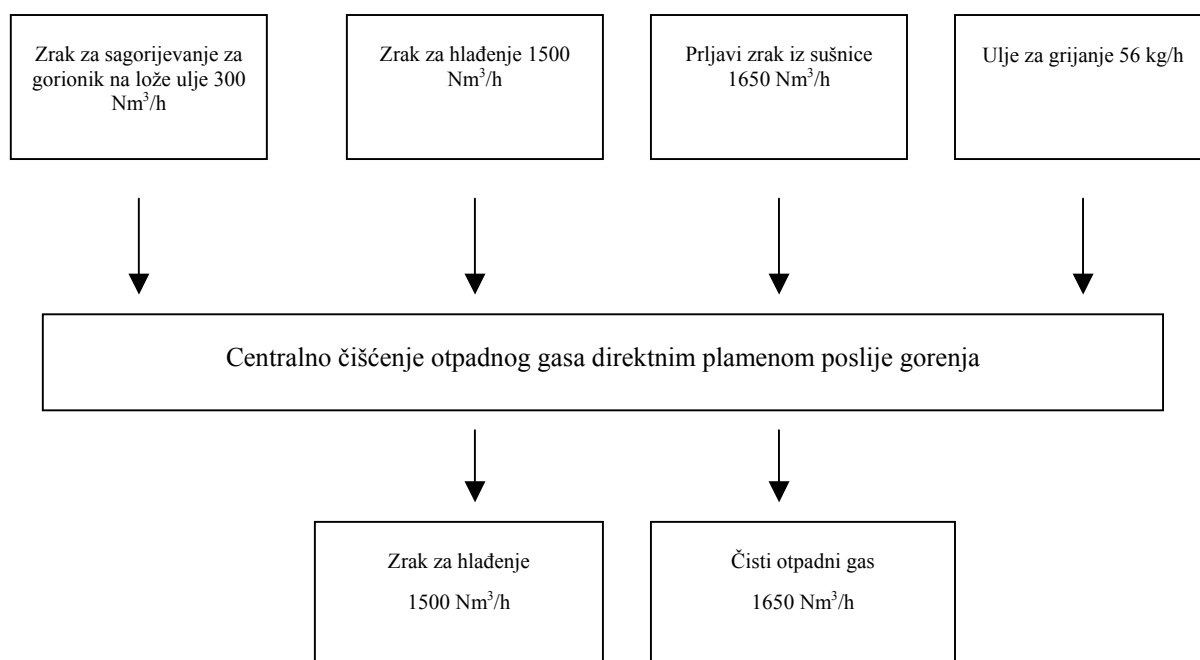 Zrak za sagorijevanje za
gorionik na lože ulje 300
Nm³/h
Zrak za hlađenje 1500
Nm³/h
Prljavi zrak iz sušnice
1650 Nm³/h
Ulje za grijanje 56 kg/h
Centralno čišćenje otpadnog gasa direktnim plamenom poslije gorenja
Zrak za hlađenje
1500 Nm³/h
Čisti otpadni gas
1650 Nm³/h